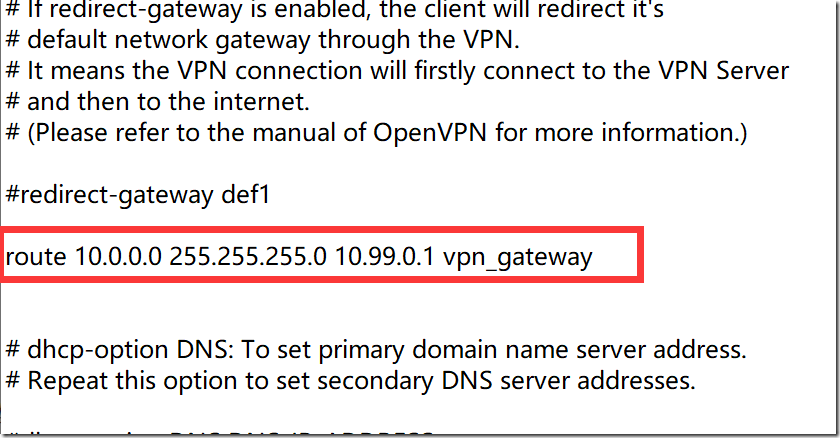 # If redirect-gateway is enabled, the client will redirect it's
# default network gateway through the VPN.
# It means the VPN connection will firstly connect to the VPN Server
# and then to the internet.
# (Please refer to the manual of OpenVPN for more information.)
#redirect-gateway def1
route 10.0.0.0 255.255.255.0 10.99.0.1 vpn_gateway
# dhcp-option DNS: To set primary domain name server address.
# Repeat this option to set secondary DNS server addresses.